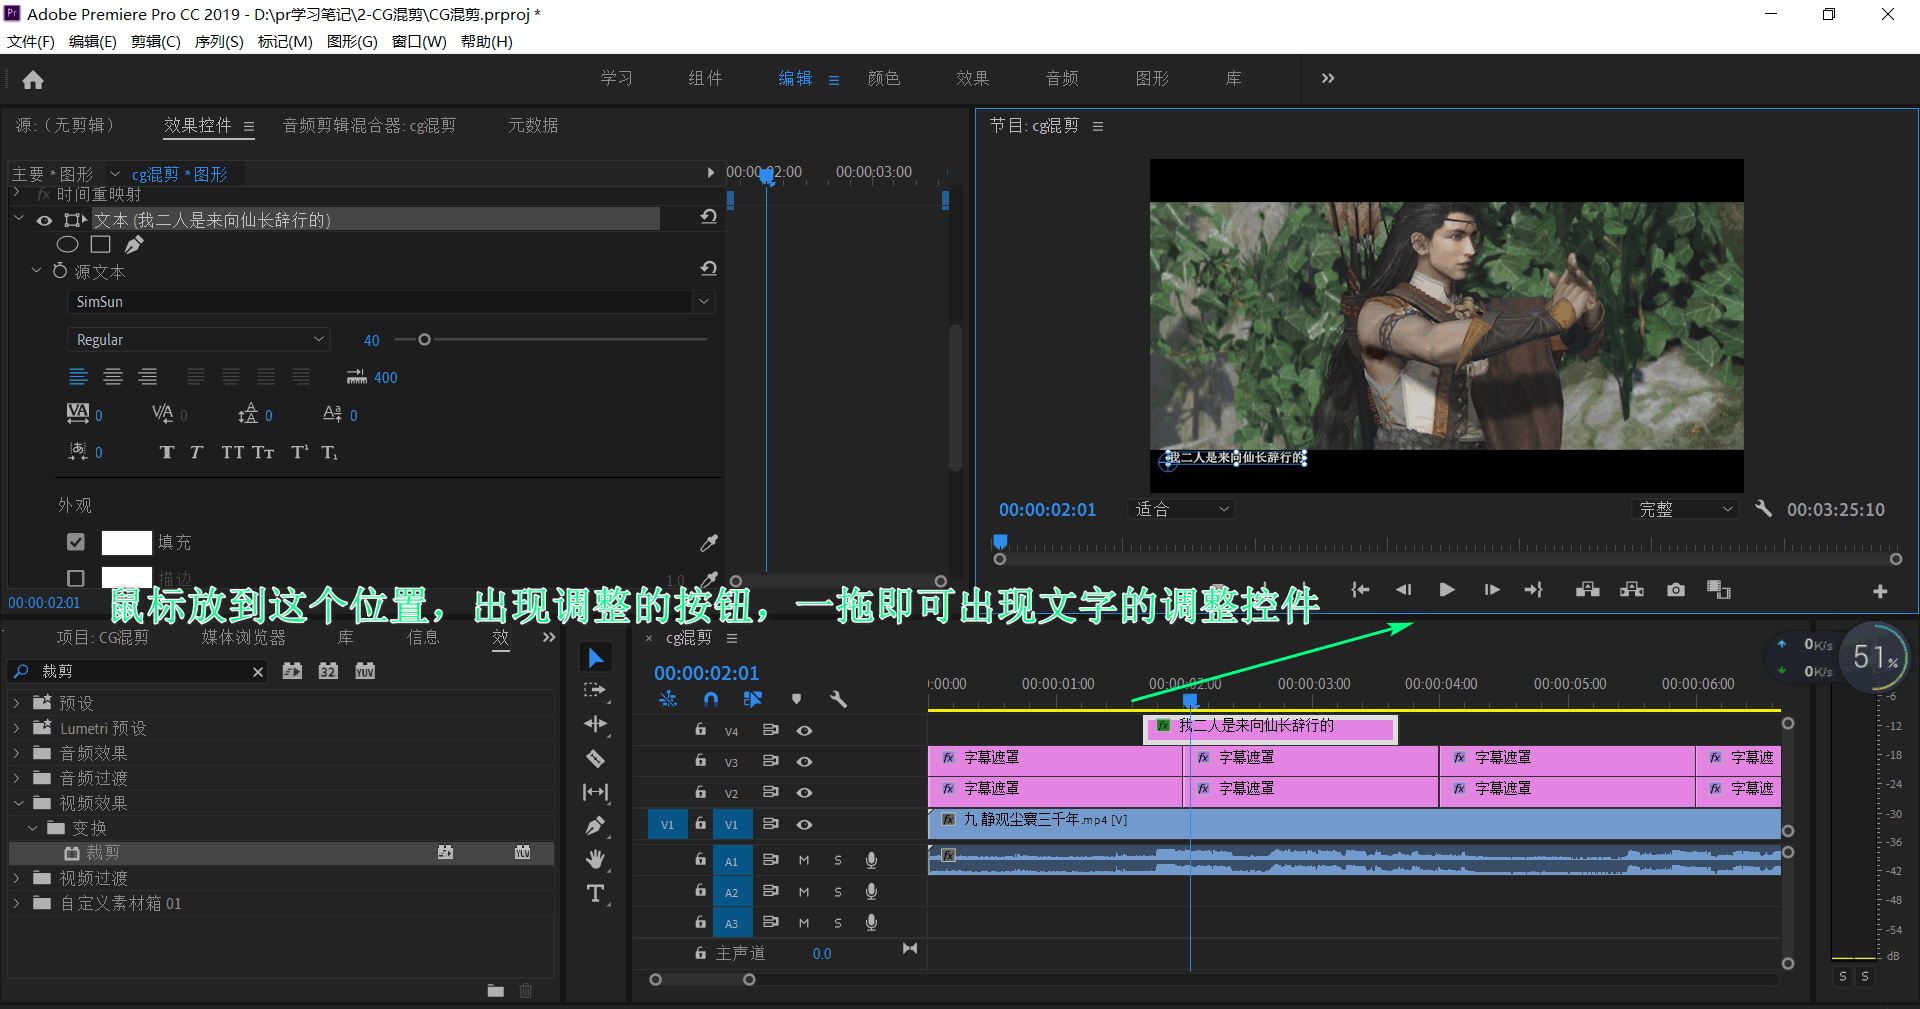 Adobe Premiere Pro CC 2019 - D:\pr学习笔记\2-CG混剪\CG混剪.prproj *
文件(F) 编辑(E) 剪辑(C) 序列(S) 标记(M) 图形(G) 窗口(W) 帮助(H)
学习 组件 编辑 颜色 效果 音频 图形 库
源:（无剪辑） 效果控件 音频剪辑混合器: cg混剪 元数据
节目: cg混剪
主要 * 图形 cg混剪 * 图形
00:00:02:00 00:00:03:00
fx 时间重映射
文本 (我二人是来向仙长辞行的)
源文本
SimSun
Regular 40
400
0 0 0 0
0
外观
填充
描边 1.0
00:00:02:01
我二人是来向仙长辞行的
00:00:02:01 适合 完整 00:03:25:10
鼠标放到这个位置，出现调整的按钮，一拖即可出现文字的调整控件
项目: CG混剪 媒体浏览器 库 信息 效
裁剪
32 YUV
预设
Lumetri 预设
音频效果
音频过渡
视频效果
变换
裁剪
视频过渡
自定义素材箱 01
× cg混剪
00:00:02:01
:00:00 00:00:01:00 00:00:02:00 00:00:03:00 00:00:04:00 00:00:05:00 00:00:06:00
V4 fx 我二人是来向仙长辞行的
V3 fx 字幕遮罩 fx 字幕遮罩 fx 字幕遮罩 fx 字幕遮
V2 fx 字幕遮罩 fx 字幕遮罩 fx 字幕遮罩 fx 字幕遮
V1 V1 fx 九 静观尘寰三千年.mp4 [V]
A1 M S fx
A2 M S
A3 M S
主声道 0.0
0K/s
0K/s
51%
-6
-12
-18
-24
-30
-36
-42
-48
-54
dB
S S